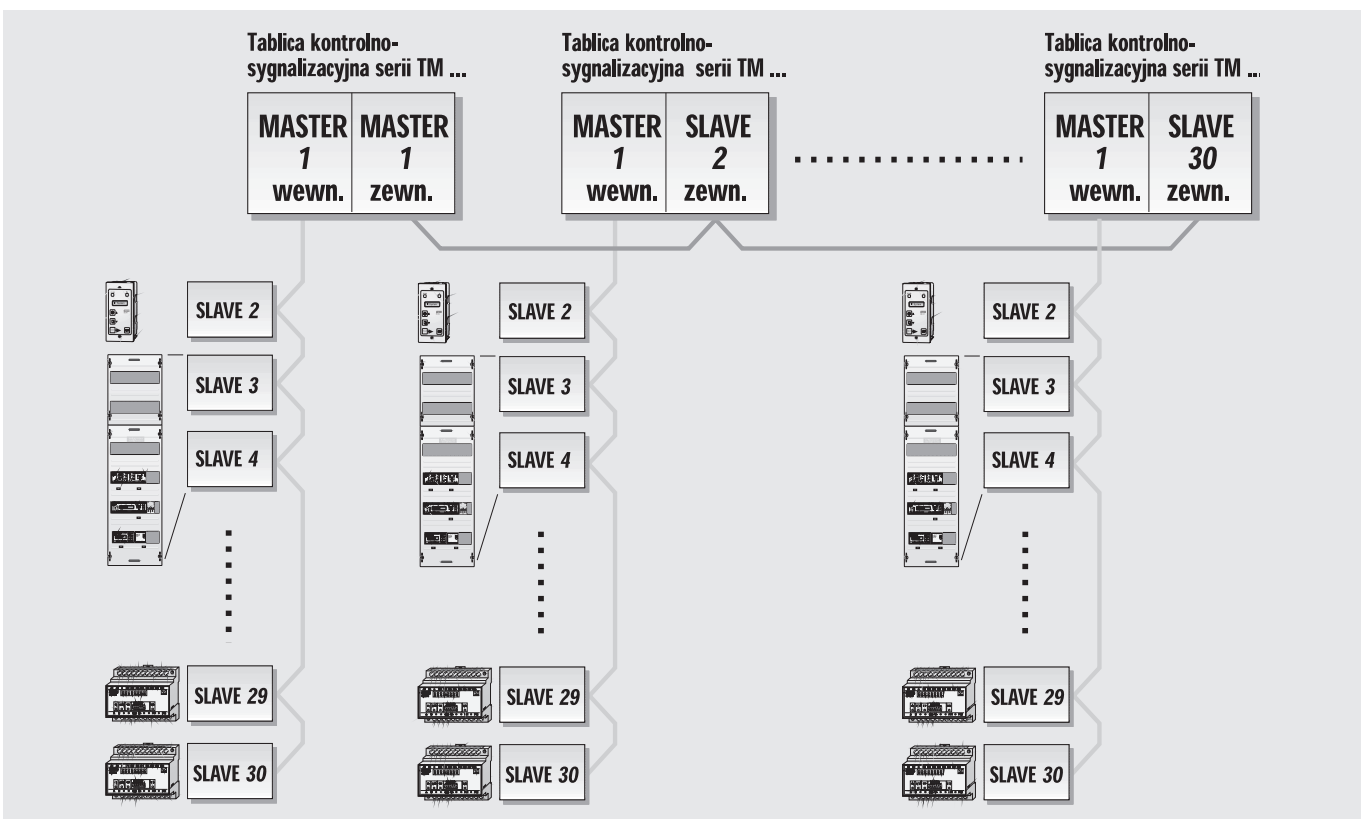 Tablica kontrolno-
sygnalizacyjna serii TM ...
MASTER 1 wewn.
MASTER 1 zewn.
Tablica kontrolno-
sygnalizacyjna serii TM ...
MASTER 1 wewn.
SLAVE 2 zewn.
Tablica kontrolno-
sygnalizacyjna serii TM ...
MASTER 1 wewn.
SLAVE 30 zewn.
SLAVE 2
SLAVE 3
SLAVE 4
SLAVE 29
SLAVE 30
SLAVE 2
SLAVE 3
SLAVE 4
SLAVE 29
SLAVE 30
SLAVE 2
SLAVE 3
SLAVE 4
SLAVE 29
SLAVE 30